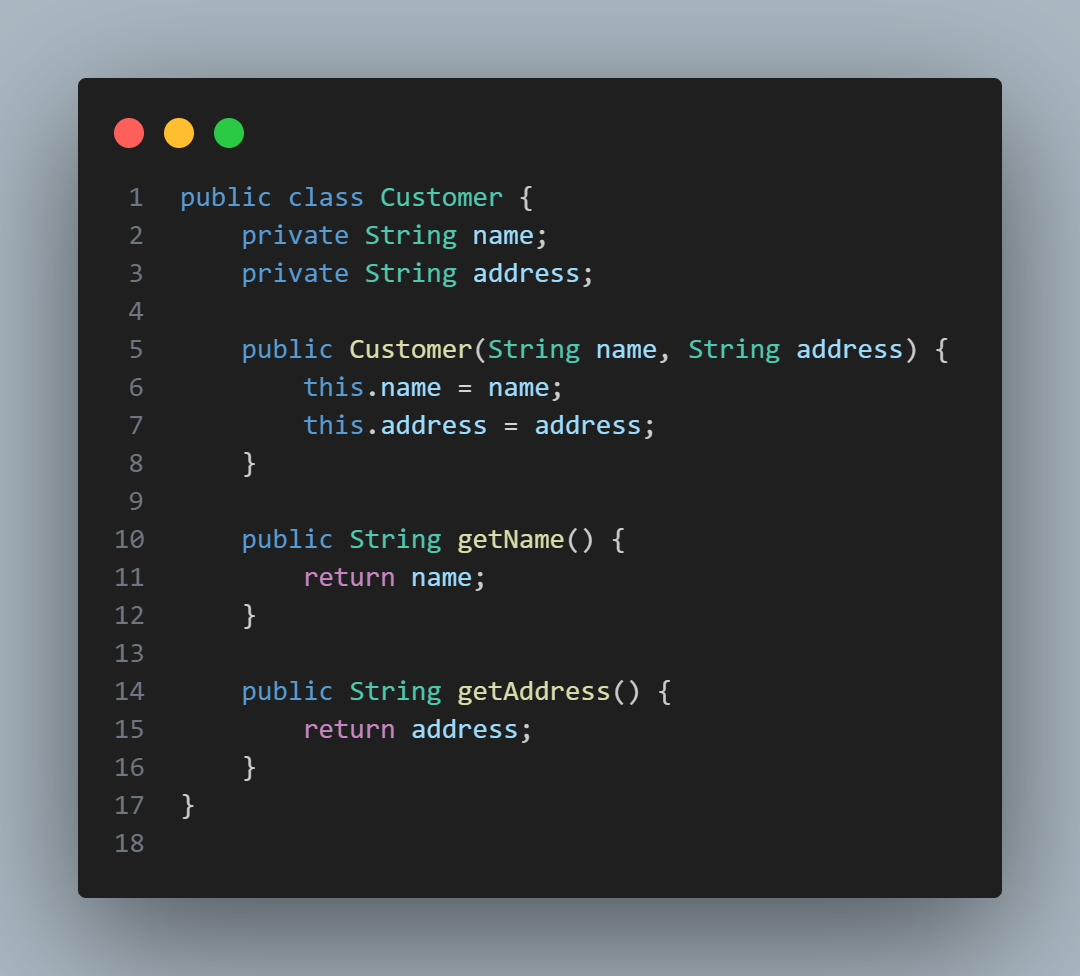 1 public class Customer {
2     private String name;
3     private String address;
4
5     public Customer(String name, String address) {
6         this.name = name;
7         this.address = address;
8     }
9
10     public String getName() {
11         return name;
12     }
13
14     public String getAddress() {
15         return address;
16     }
17 }
18